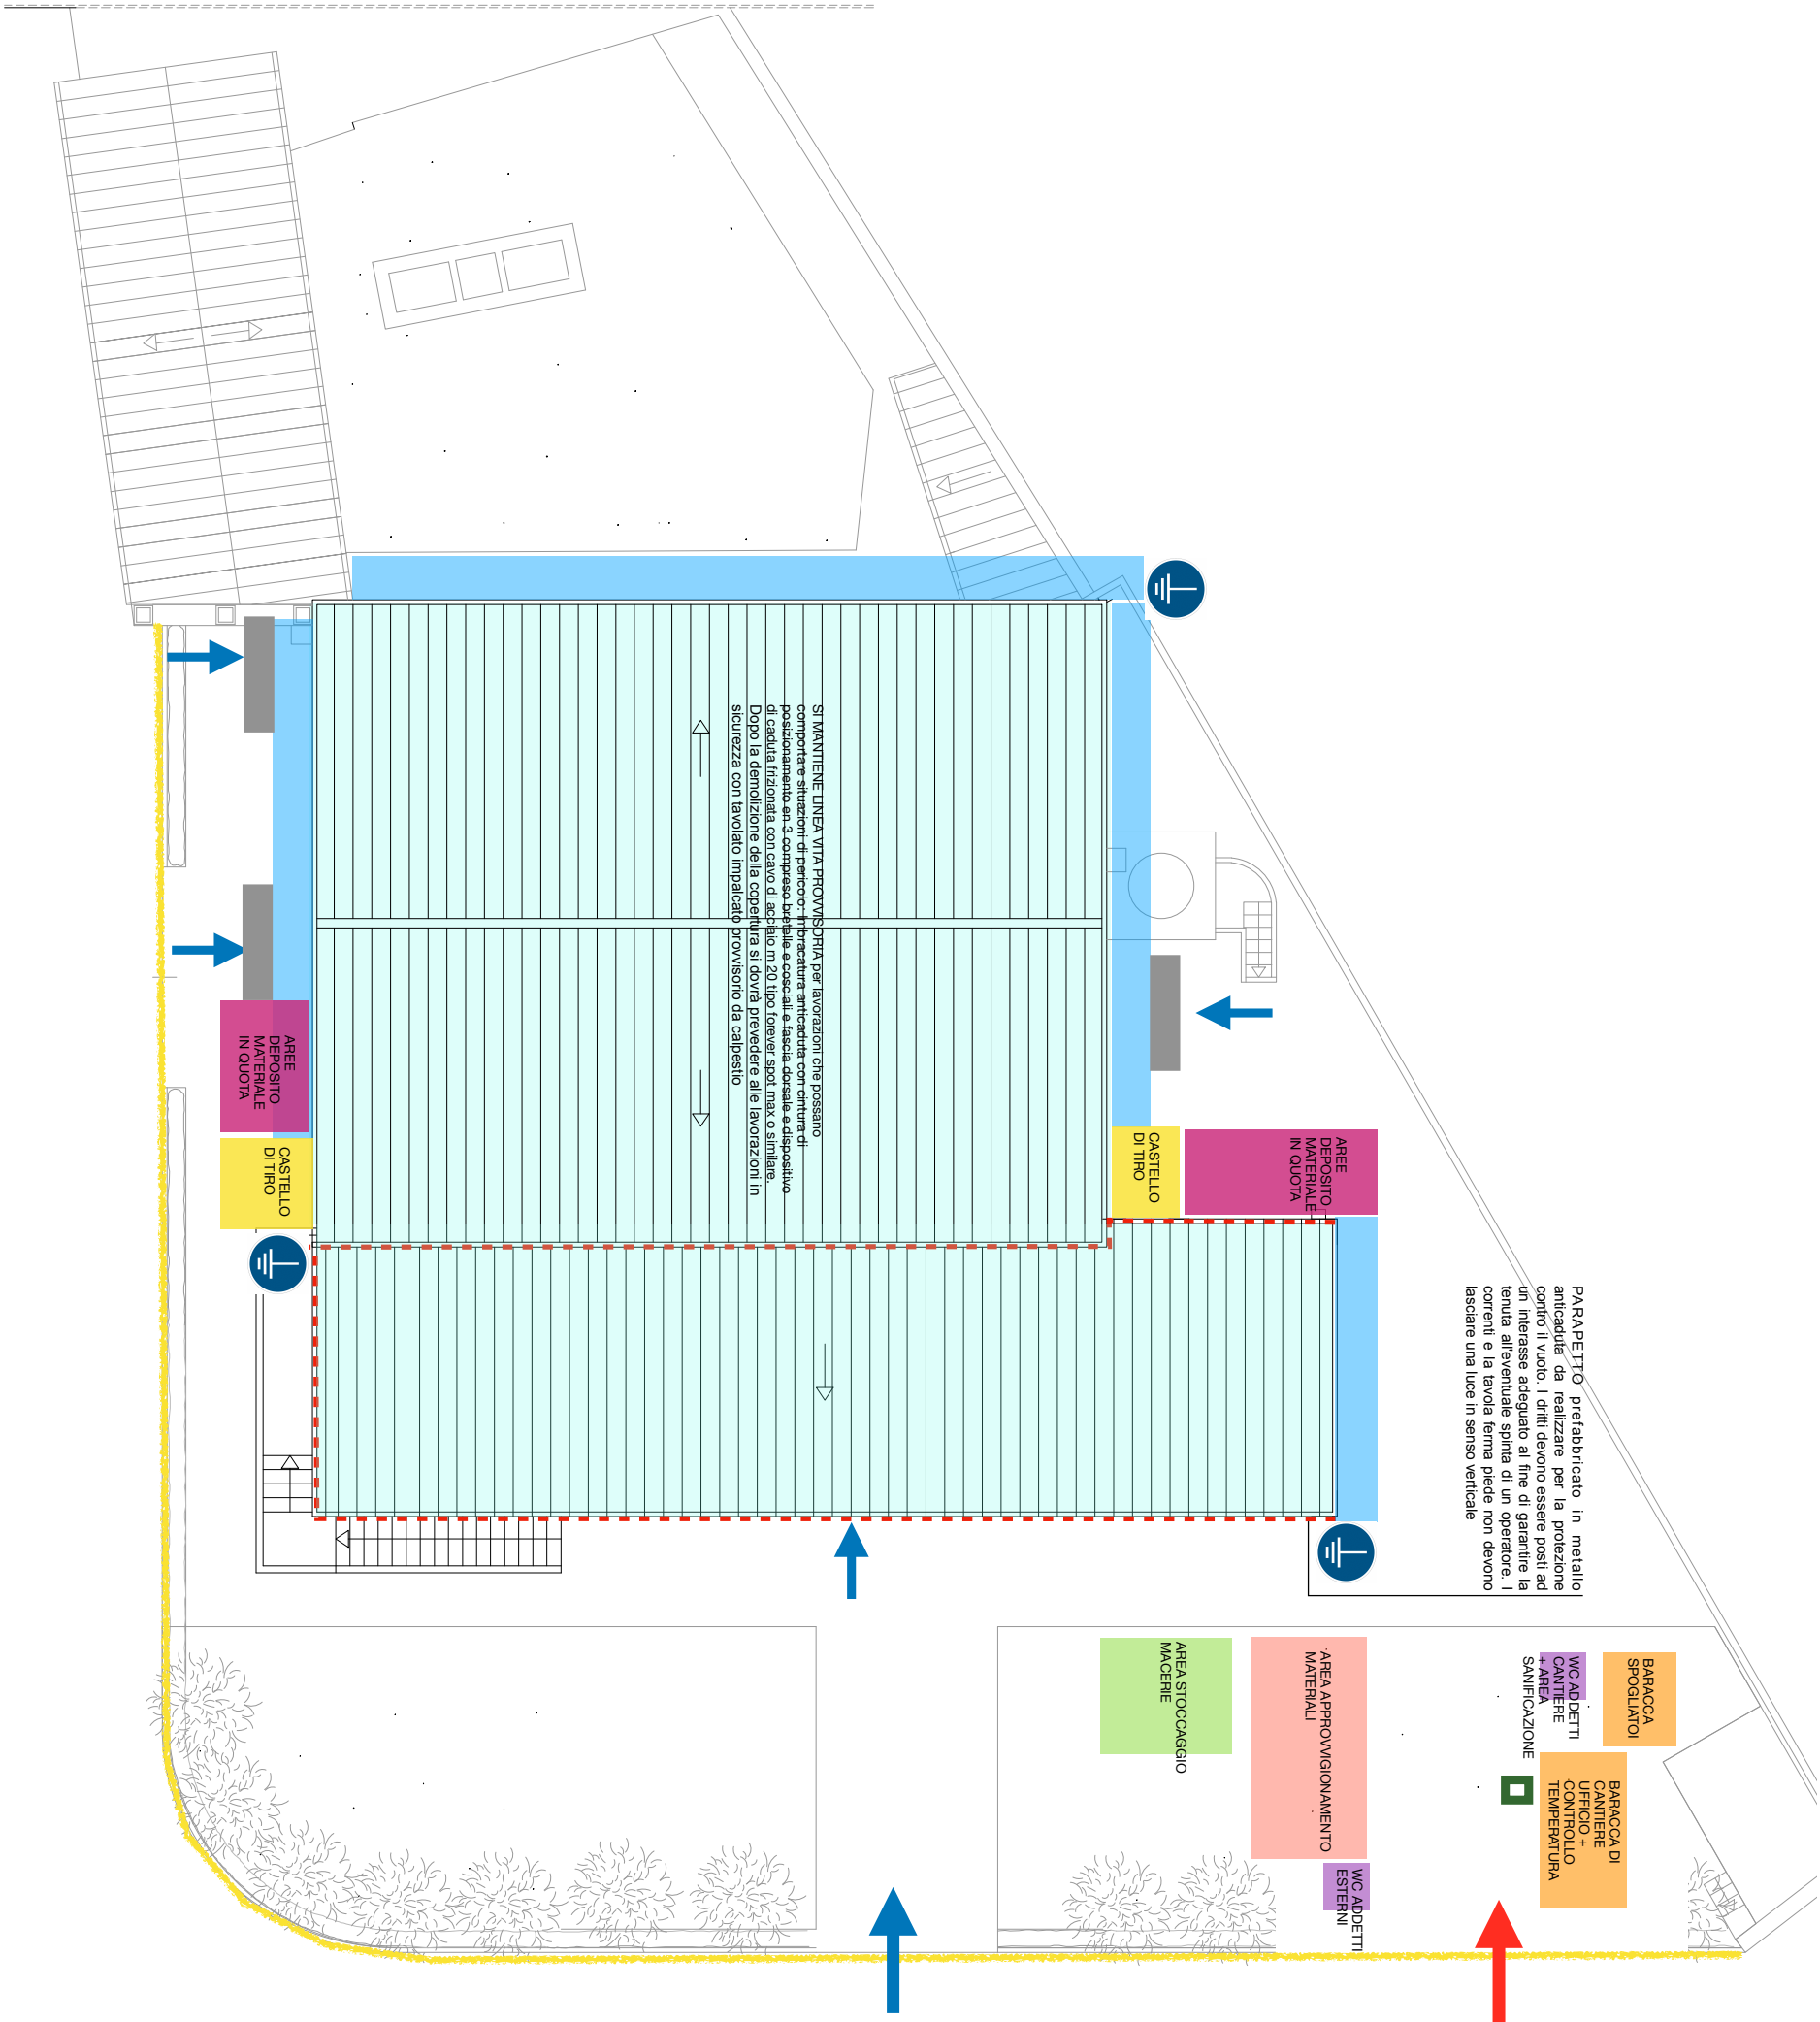 SI MANTIENE LINEA VITA PROVVISORIA per lavorazioni che possano
comportare situazioni di pericolo: Imbracatura anticaduta con cintura di
posizionamento en 3 compreso bretelle e cosciali e fascia dorsale e dispositivo
di caduta frizionata con cavo di acciaio m 20 tipo forever spot max o similare.
Dopo la demolizione della copertura si dovrà prevedere alle lavorazioni in
sicurezza con tavolato impalcato provvisorio da calpestio
AREE
DEPOSITO
MATERIALE
IN QUOTA
CASTELLO
DI TIRO
CASTELLO
DI TIRO
AREE
DEPOSITO
MATERIALE
IN QUOTA
PARAPETTO prefabbricato in metallo
anticaduta da realizzare per la protezione
contro il vuoto. I dritti devono essere posti ad
un interasse adeguato al fine di garantire la
tenuta all'eventuale spinta di un operatore. I
correnti e la tavola ferma piede non devono
lasciare una luce in senso verticale
AREA STOCCAGGIO
MACERIE
AREA APPROVVIGIONAMENTO
MATERIALI
WC ADDETTI
CANTIERE
+ AREA
SANIFICAZIONE
BARACCA
SPOGLIATOI
BARACCA DI
CANTIERE
UFFICIO +
CONTROLLO
TEMPERATURA
WC ADDETTI
ESTERNI